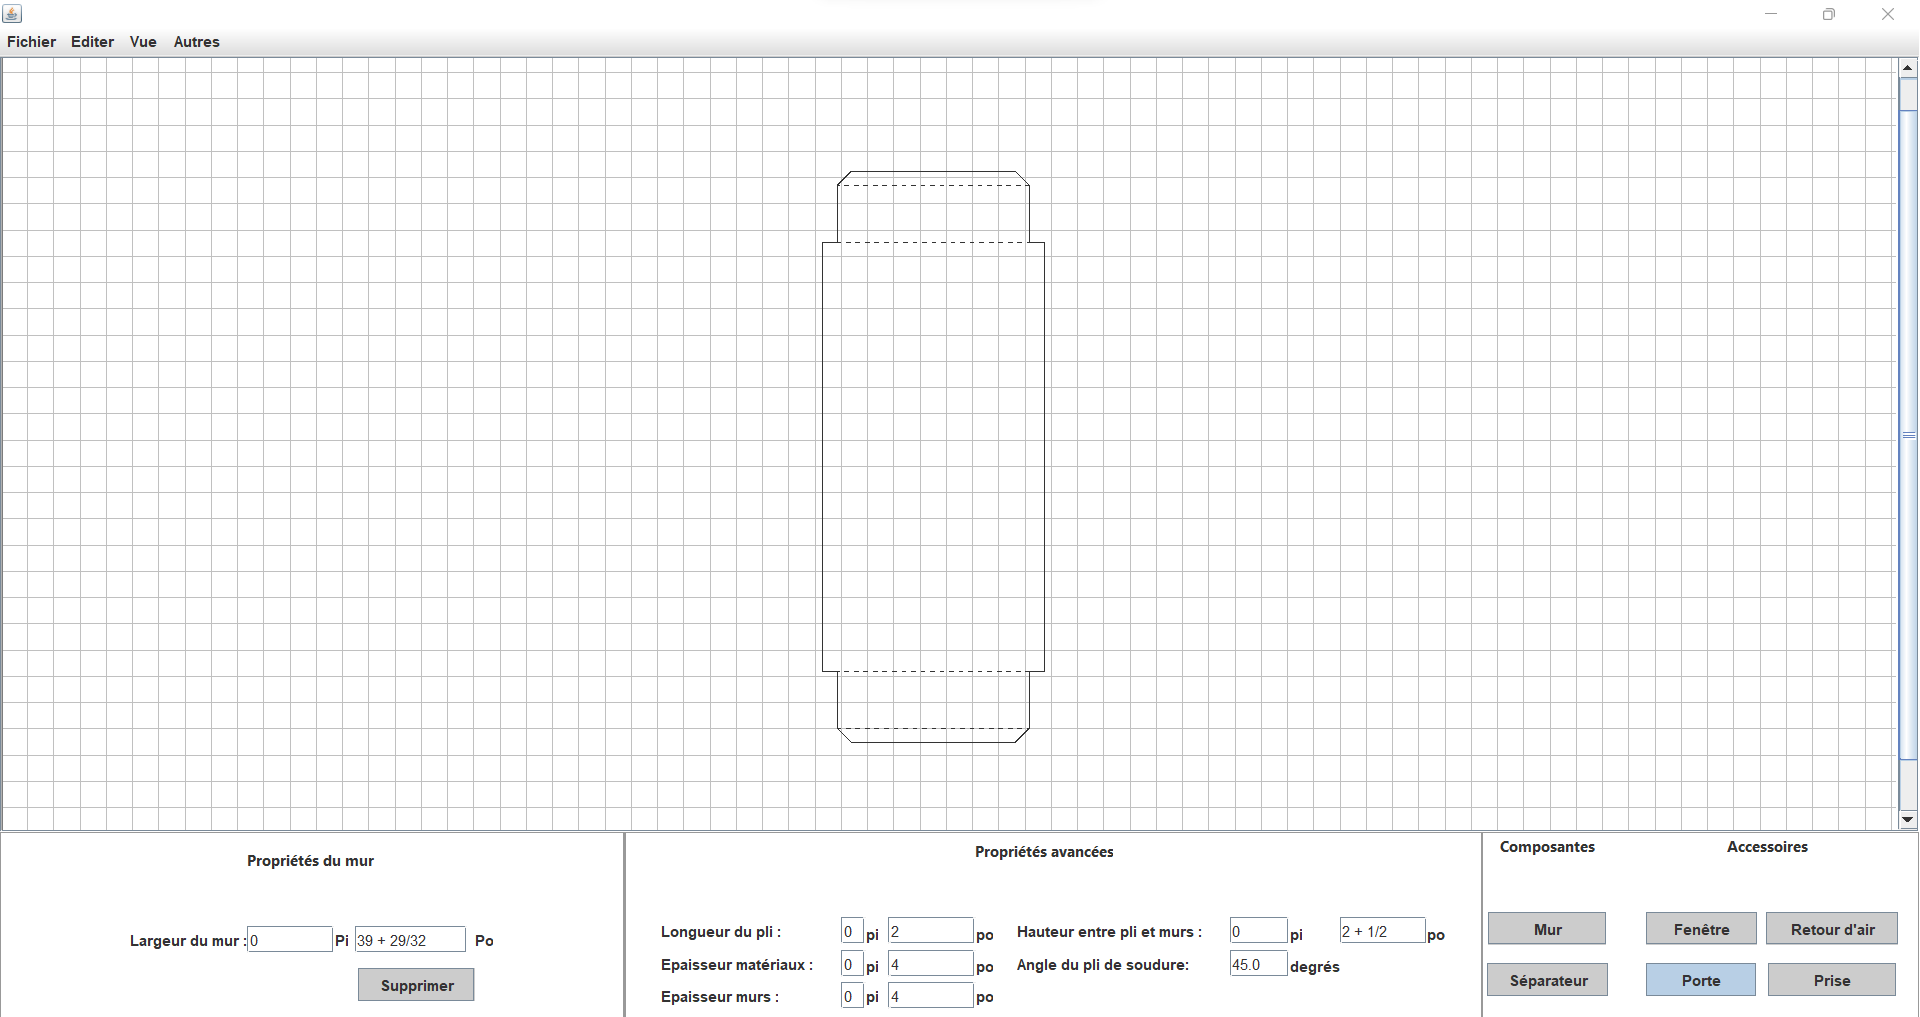 Fichier Editer Vue Autres
Propriétés du mur
Largeur du mur : 0 Pi 39 + 29/32 Po
Supprimer
Propriétés avancées
Longueur du pli : 0 pi 2 po Hauteur entre pli et murs : 0 pi 2 + 1/2 po
Epaisseur matériaux : 0 pi 4 po Angle du pli de soudure: 45.0 degrés
Epaisseur murs : 0 pi 4 po
Composantes Accessoires
Mur Fenêtre Retour d'air
Séparateur Porte Prise